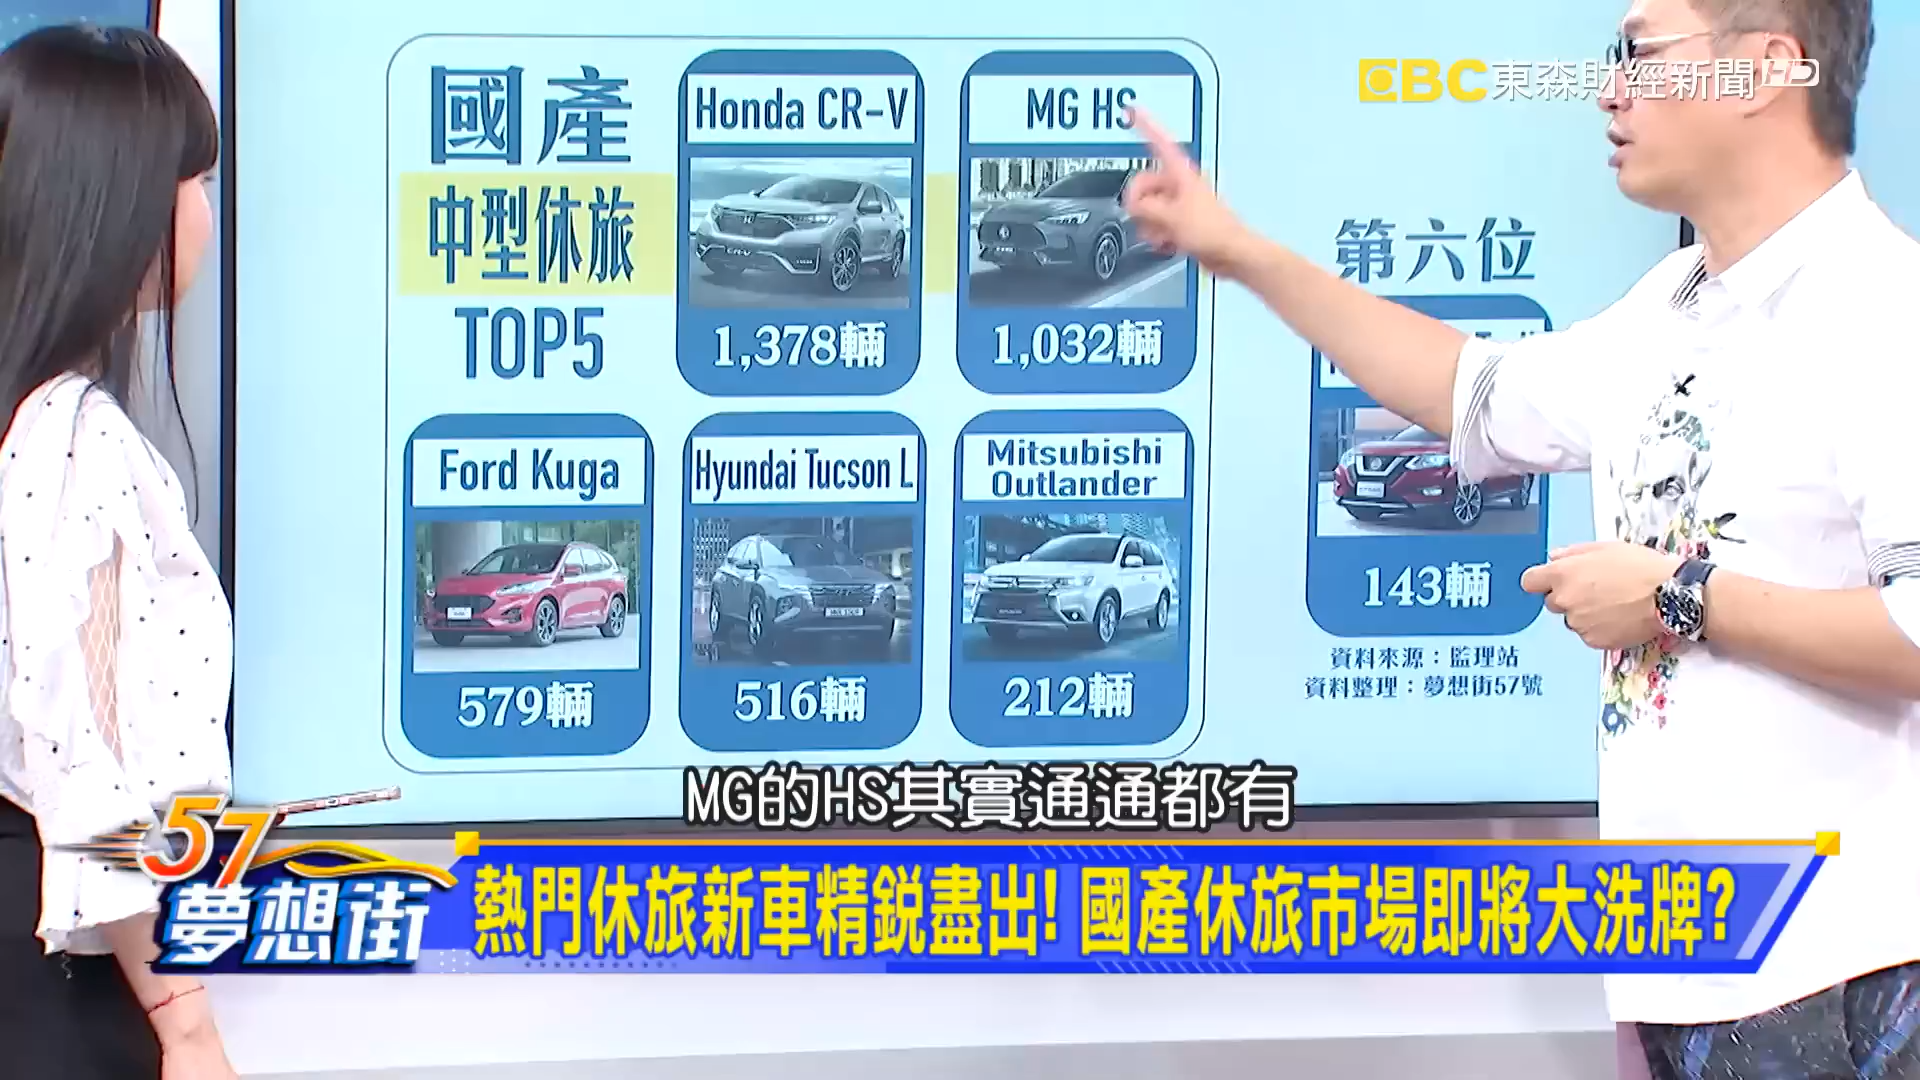 EBC 東森財經新聞 HD
國產
中型休旅
TOP5
Honda CR-V
1,378輛
MG HS
1,032輛
Ford Kuga
579輛
Hyundai Tucson L
516輛
Mitsubishi
Outlander
212輛
第六位
143輛
資料來源：監理站
資料整理：夢想街57號
MG的HS其實通通都有
57
夢想街
熱門休旅新車精銳盡出! 國產休旅市場即將大洗牌?